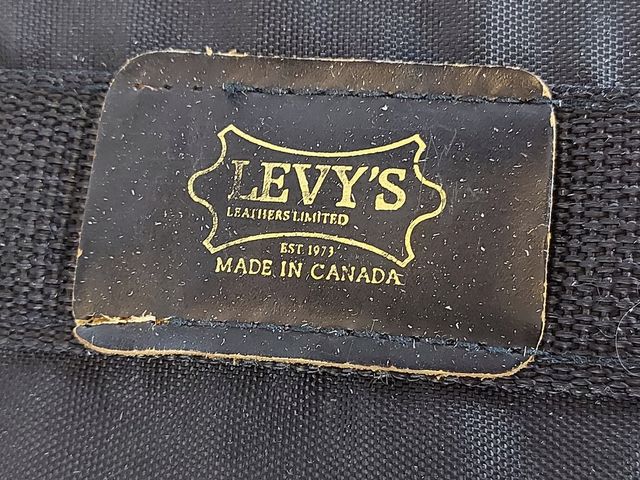 LEVY'S
LEATHERS LIMITED
EST. 1973
MADE IN CANADA